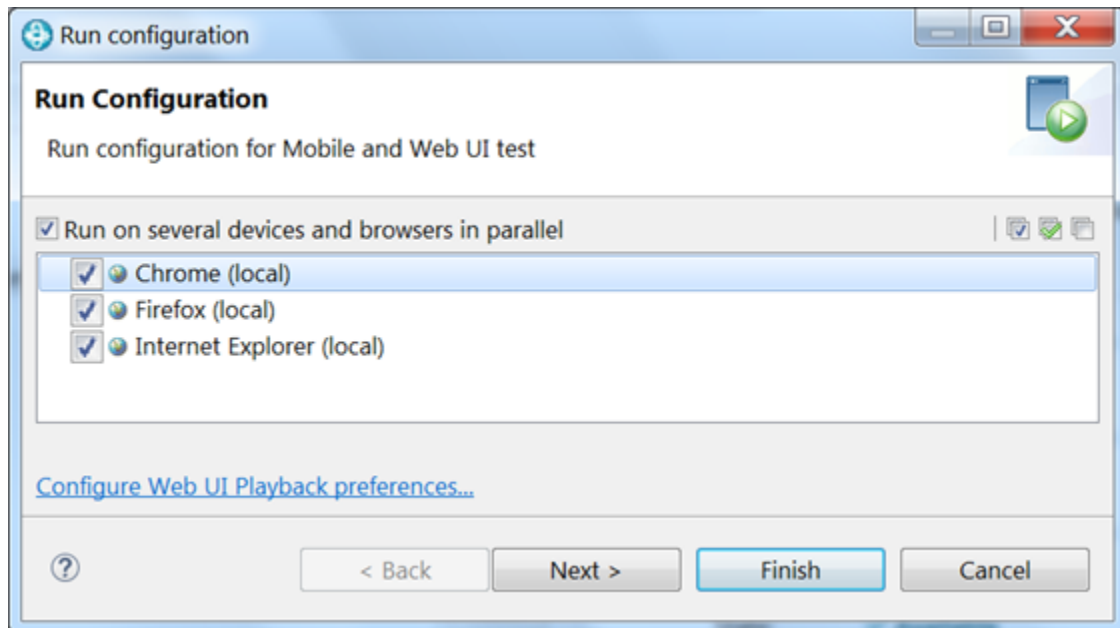 Run configuration
Run Configuration
Run configuration for Mobile and Web UI test
Run on several devices and browsers in parallel
Chrome (local)
Firefox (local)
Internet Explorer (local)
Configure Web UI Playback preferences...
? < Back Next > Finish Cancel